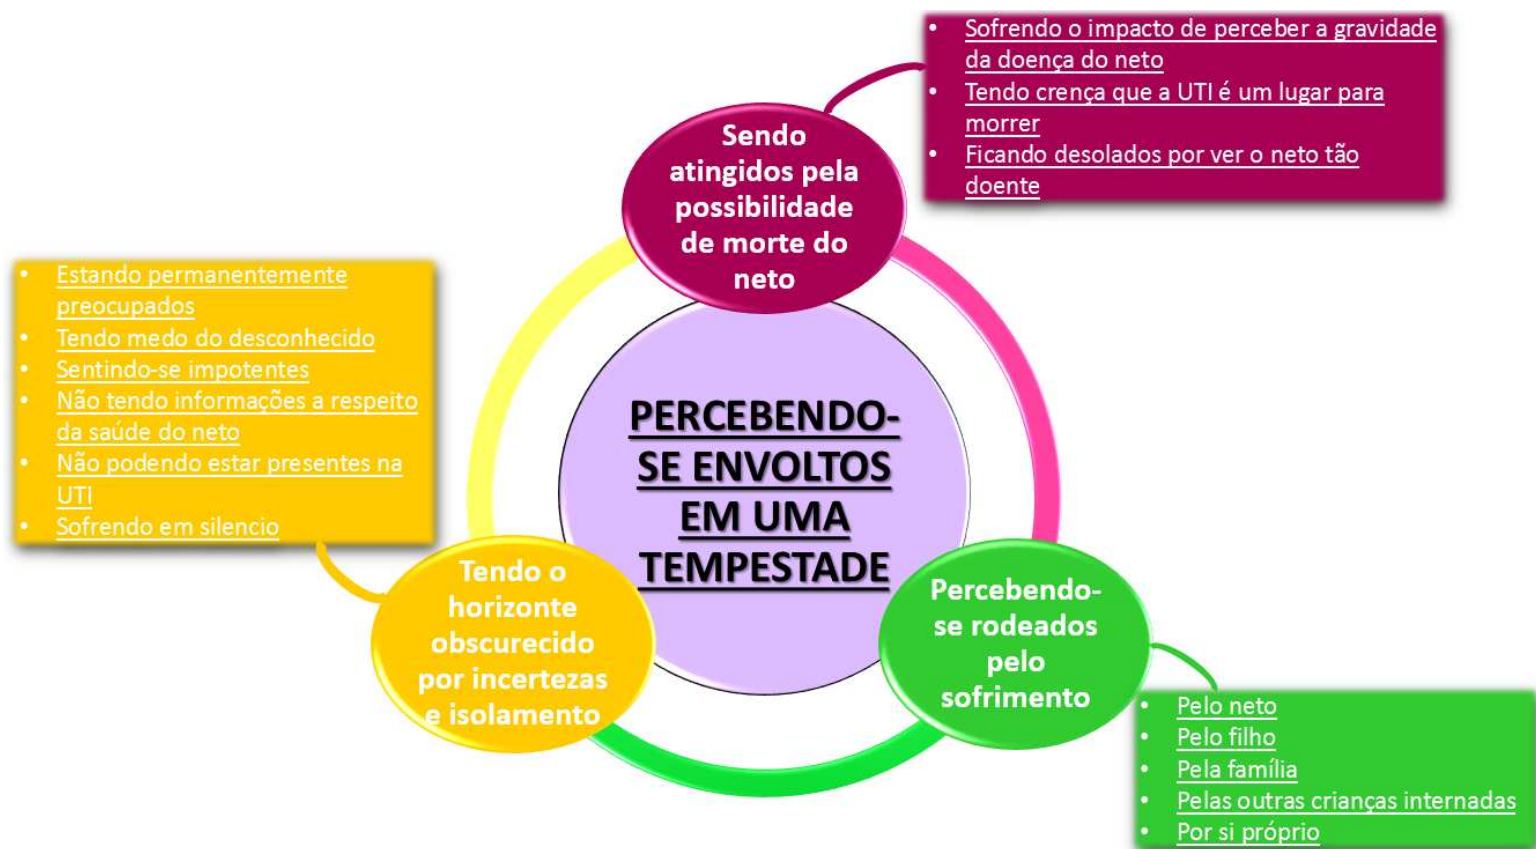 • Sofrendo o impacto de perceber a gravidade
da doença do neto
• Tendo crença que a UTI é um lugar para
morrer
• Ficando desolados por ver o neto tão
doente
Sendo
atingidos pela
possibilidade
de morte do
neto
• Estando permanentemente
preocupados
• Tendo medo do desconhecido
• Sentindo-se impotentes
• Não tendo informações a respeito
da saúde do neto
• Não podendo estar presentes na
UTI
• Sofrendo em silencio
PERCEBENDO-
SE ENVOLTOS
EM UMA
TEMPESTADE
Tendo o
horizonte
obscurecido
por incertezas
e isolamento
Percebendo-
se rodeados
pelo
sofrimento
• Pelo neto
• Pelo filho
• Pela família
• Pelas outras crianças internadas
• Por si próprio